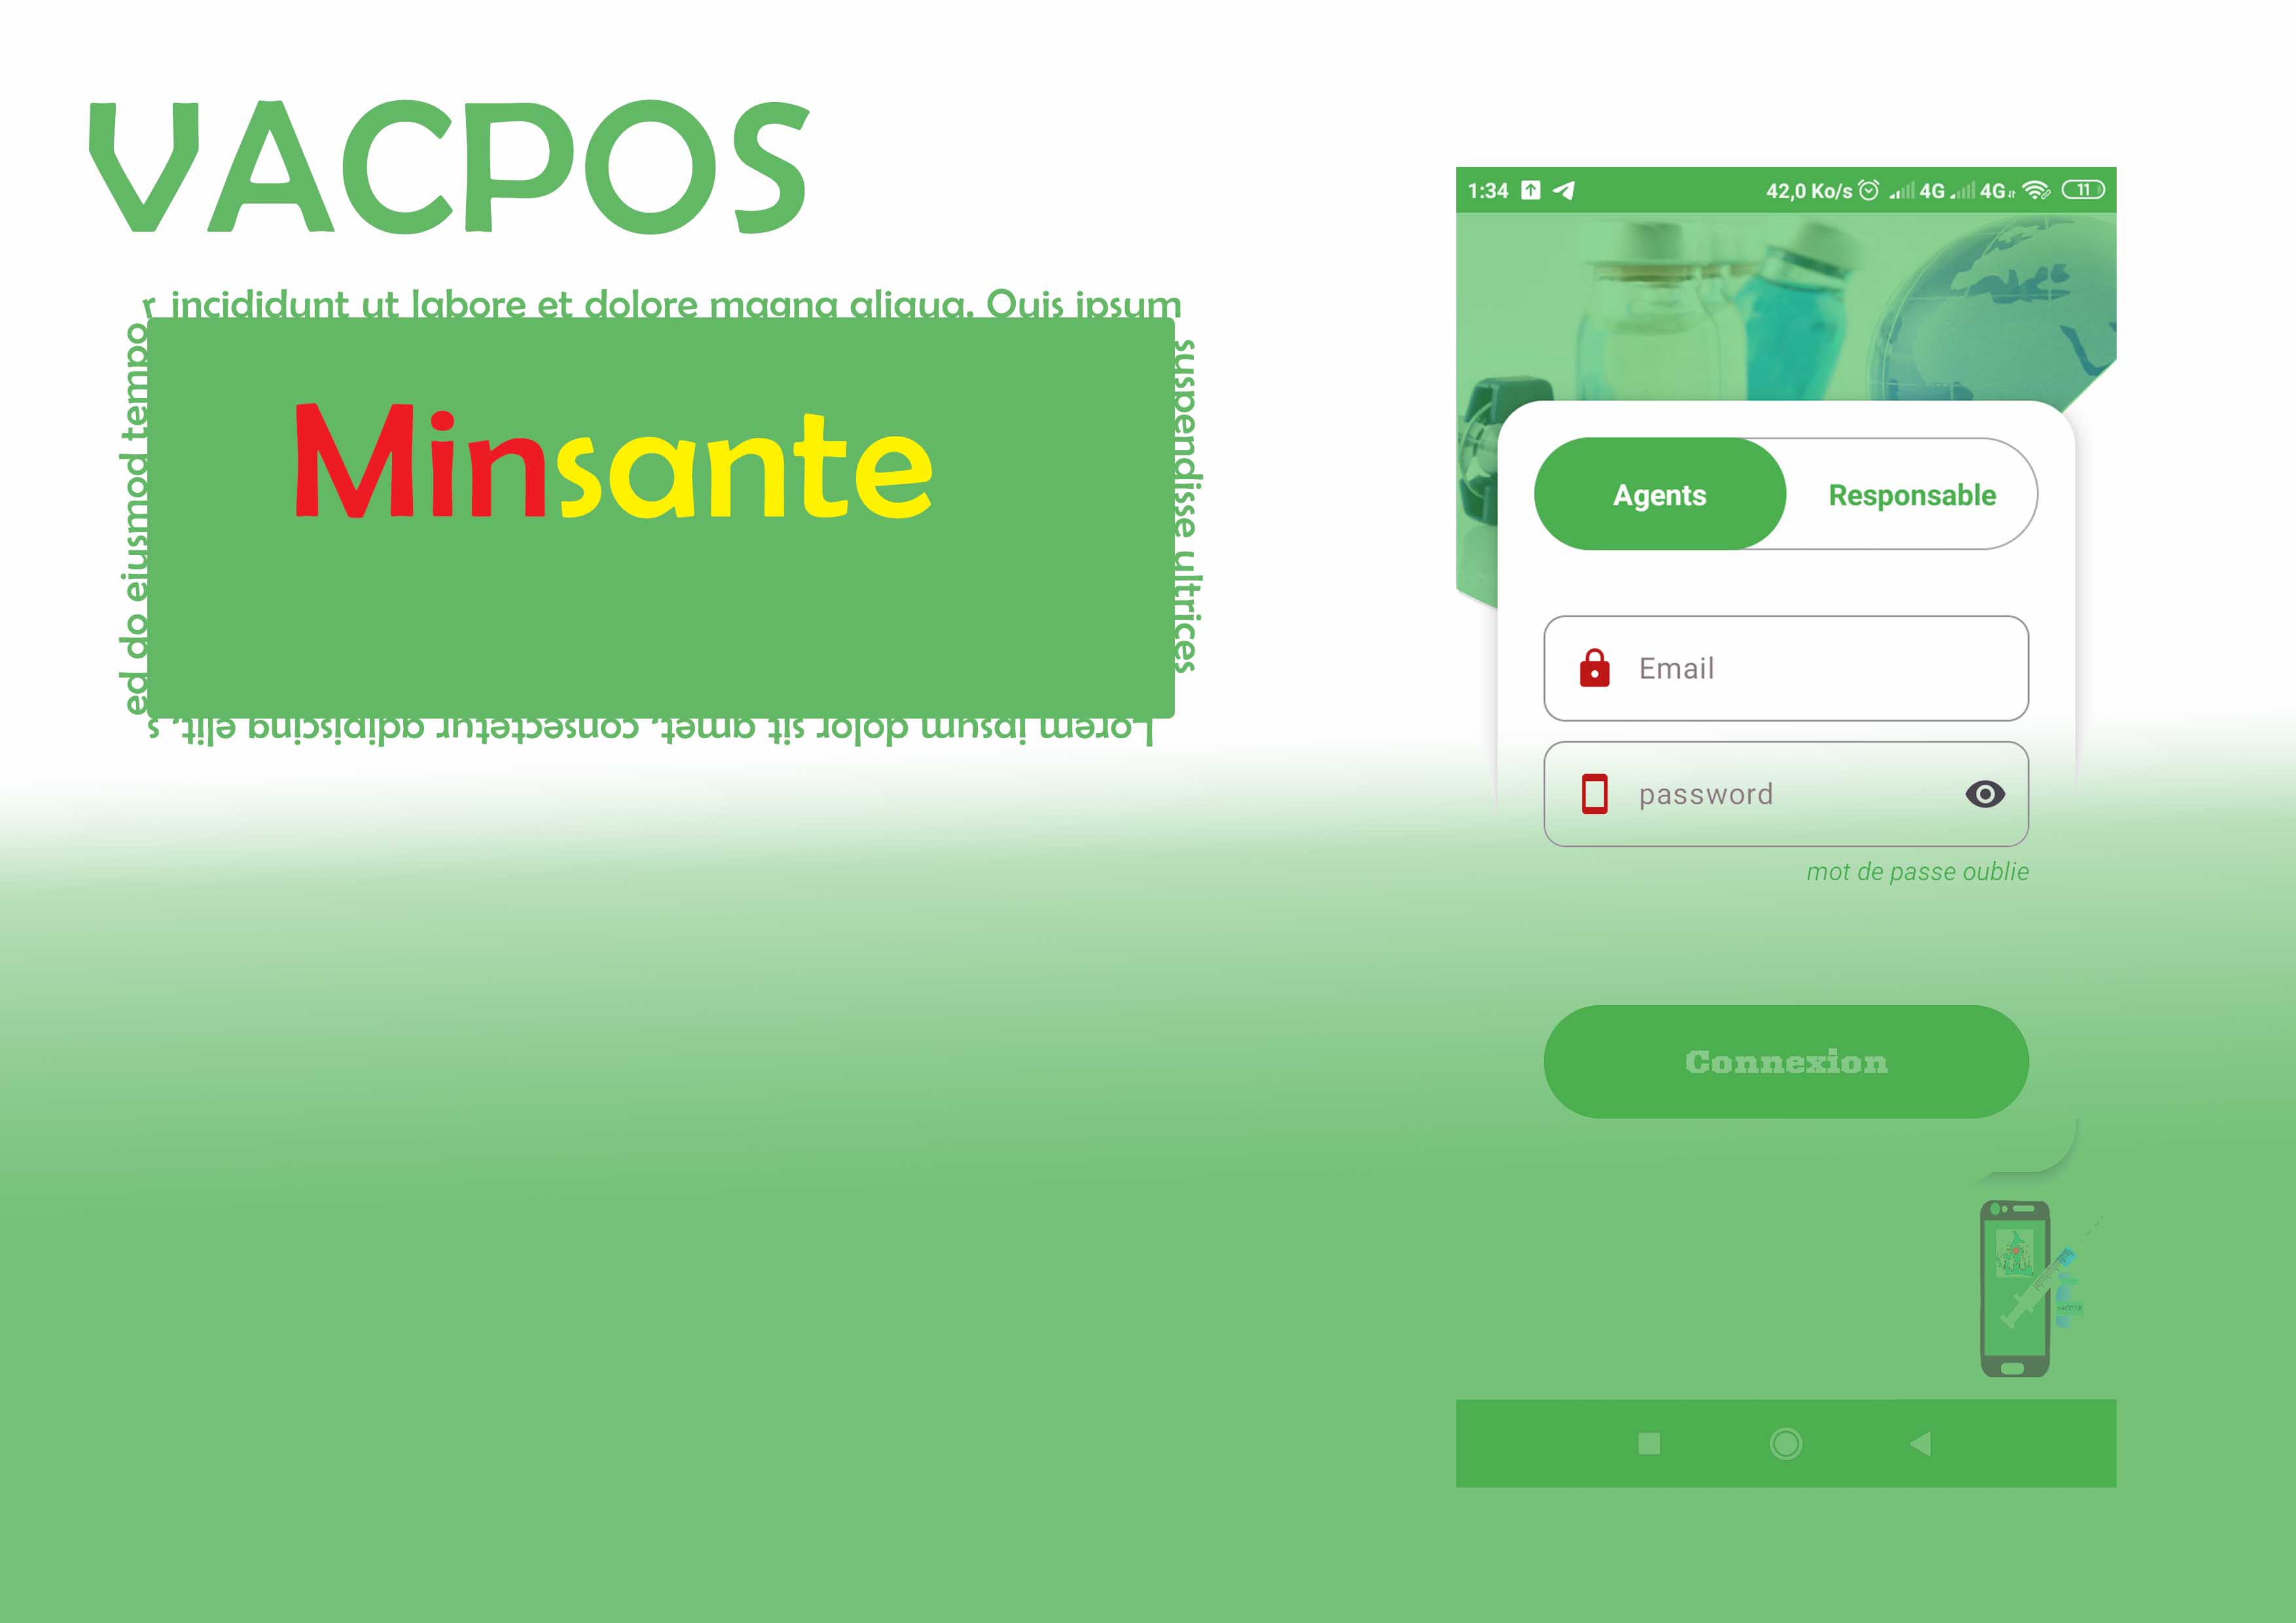 VACPOS
Lorem ipsum dolor sit amet, consectetur adipiscing elit, s
ed do eiusmod tempo
r incididunt ut labore et dolore magna aliqua. Quis ipsum
suspendisse ultrices
Minsante
1:34 42,0 Ko/s 4G 4G 11
Agents Responsable
Email
password
mot de passe oublie
Connexion